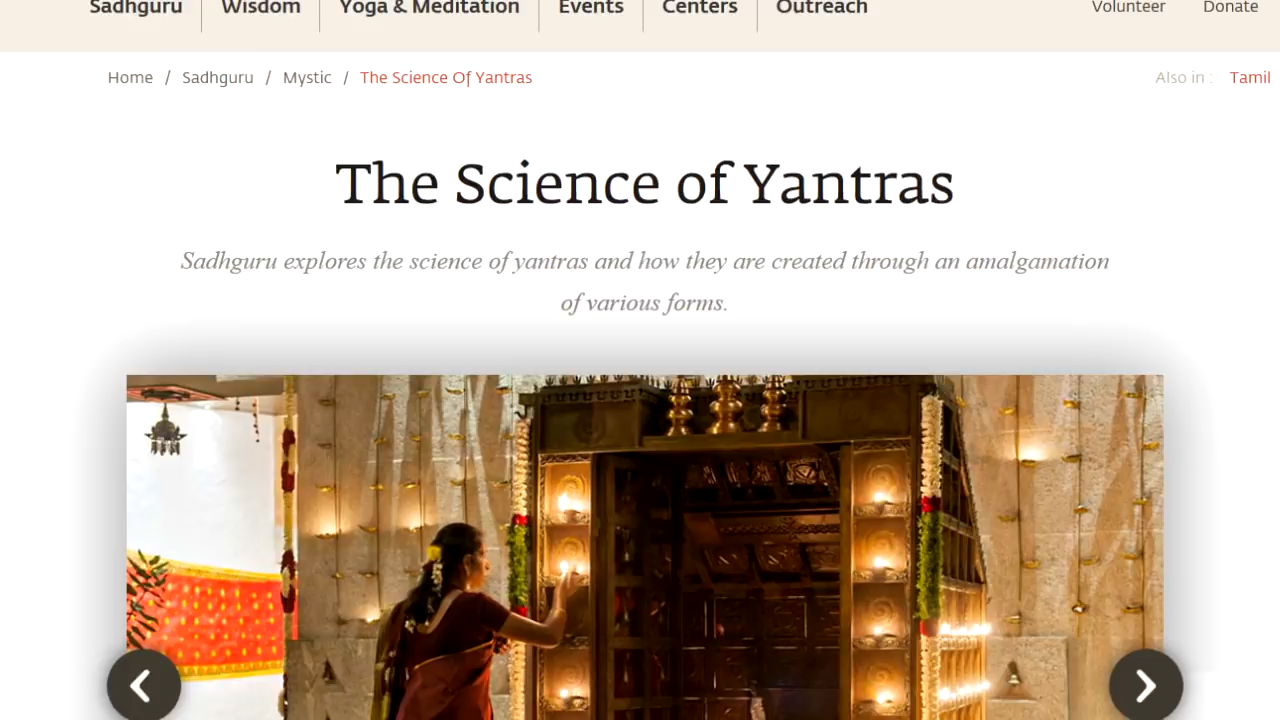 Sadhguru Wisdom Yoga & Meditation Events Centers Outreach Volunteer Donate
Home / Sadhguru / Mystic / The Science Of Yantras Also in : Tamil
The Science of Yantras
Sadhguru explores the science of yantras and how they are created through an amalgamation
of various forms.